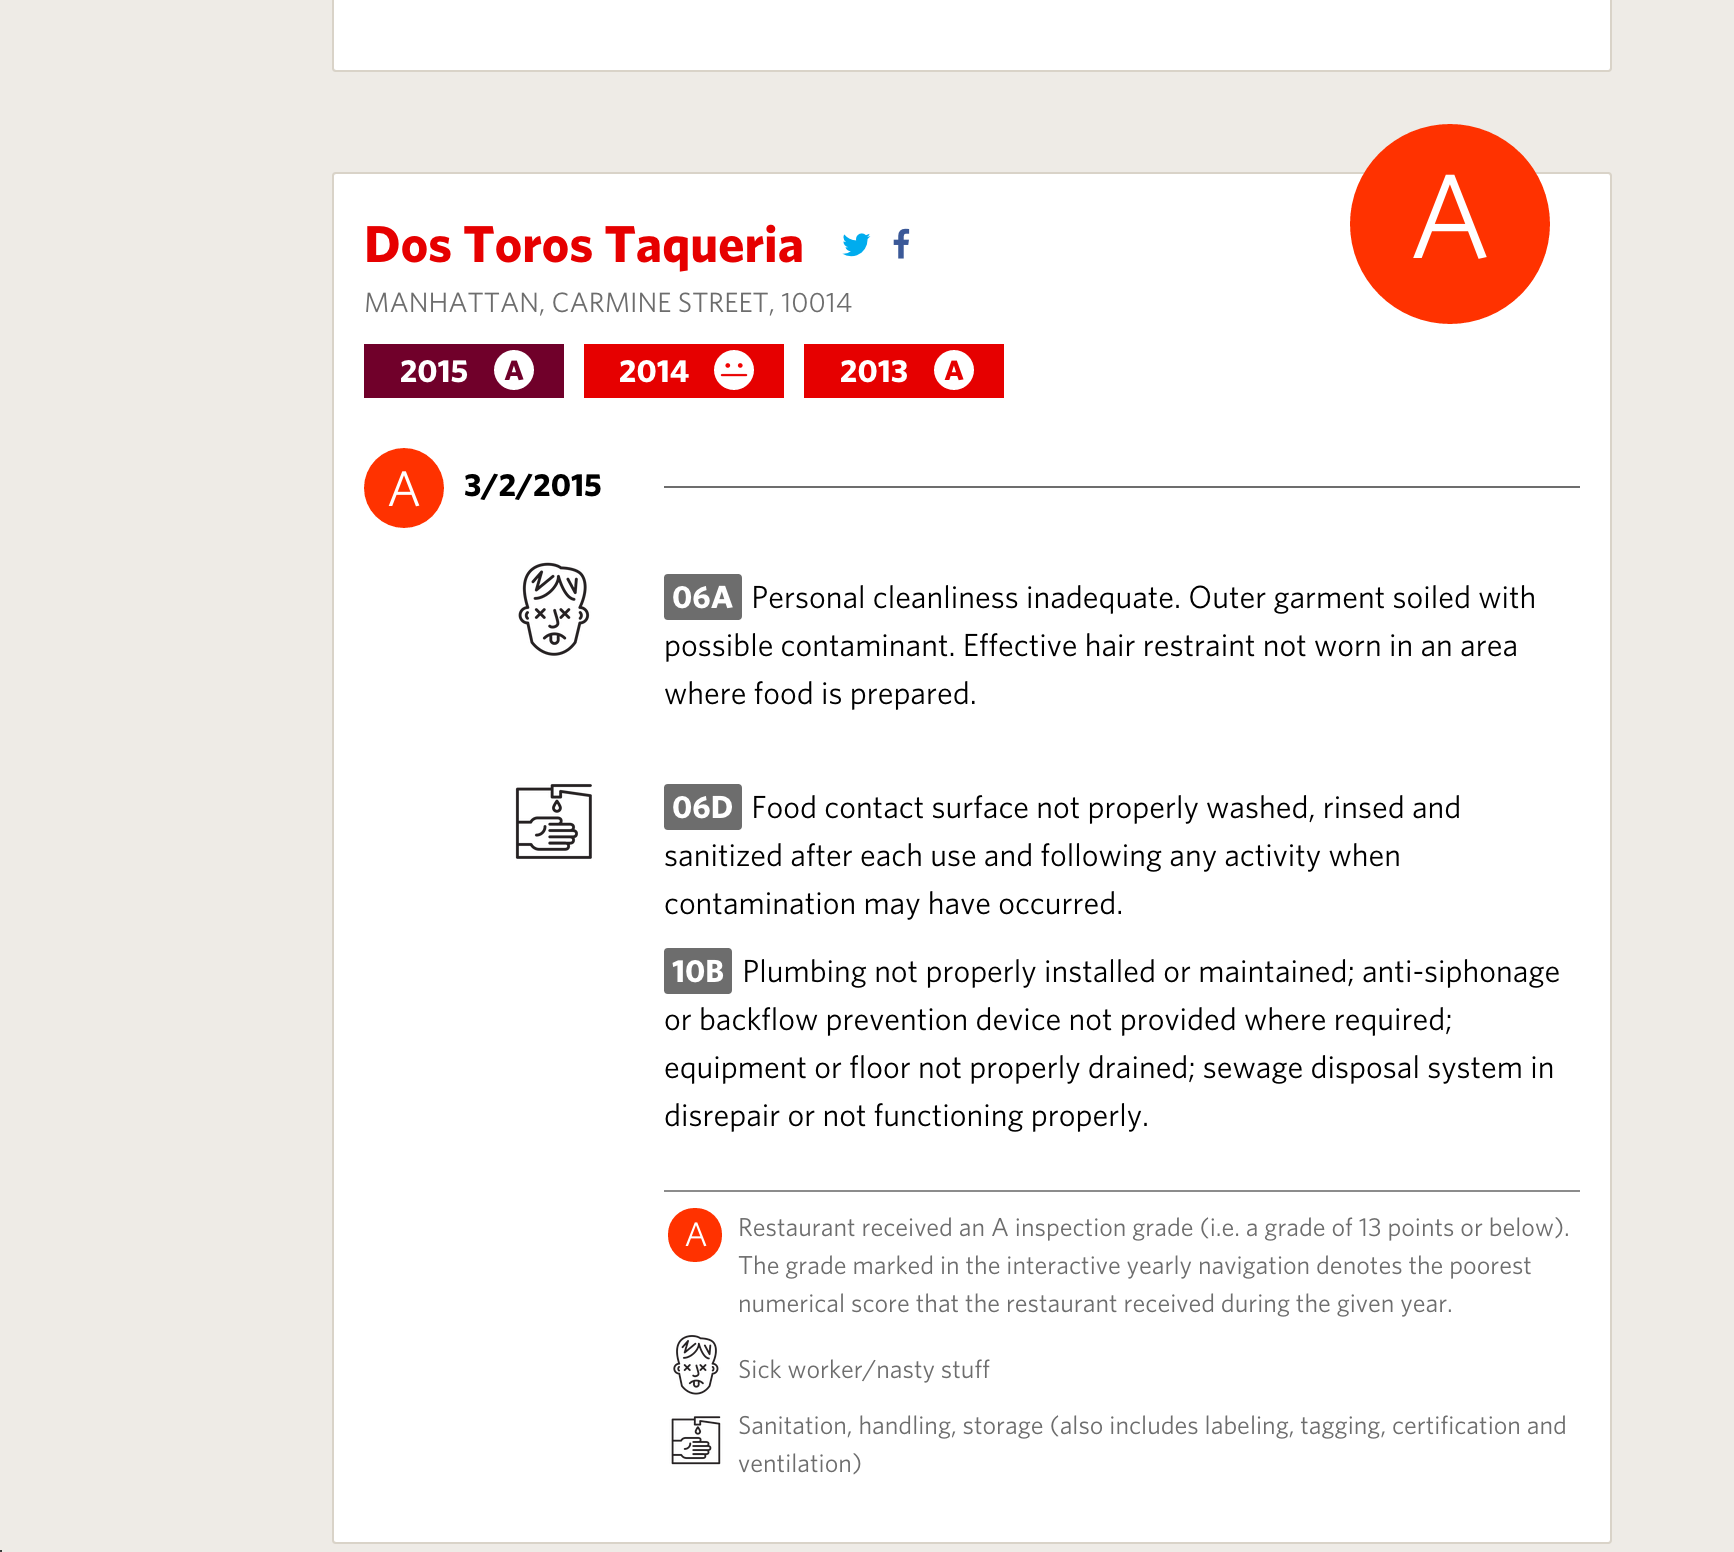 A
Dos Toros Taqueria
MANHATTAN, CARMINE STREET, 10014
2015 A 2014 2013 A
A 3/2/2015
06A Personal cleanliness inadequate. Outer garment soiled with
possible contaminant. Effective hair restraint not worn in an area
where food is prepared.
06D Food contact surface not properly washed, rinsed and
sanitized after each use and following any activity when
contamination may have occurred.
10B Plumbing not properly installed or maintained; anti-siphonage
or backflow prevention device not provided where required;
equipment or floor not properly drained; sewage disposal system in
disrepair or not functioning properly.
A Restaurant received an A inspection grade (i.e. a grade of 13 points or below).
The grade marked in the interactive yearly navigation denotes the poorest
numerical score that the restaurant received during the given year.
Sick worker/nasty stuff
Sanitation, handling, storage (also includes labeling, tagging, certification and
ventilation)